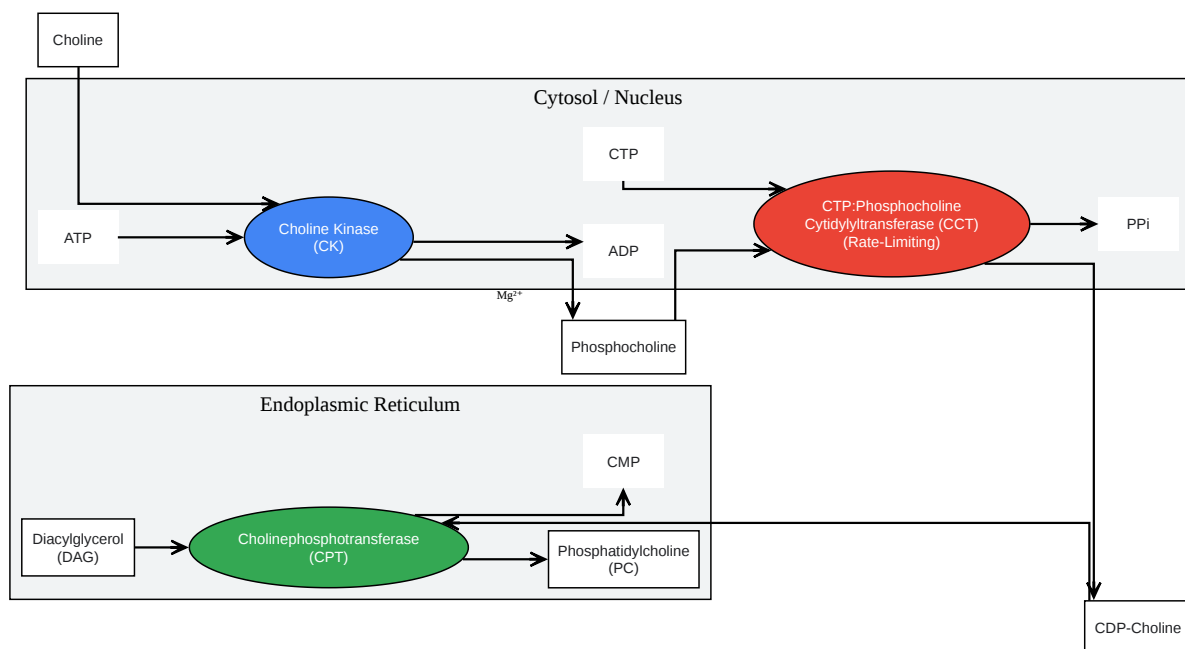 Choline
Cytosol / Nucleus
CTP
CTP:Phosphocholine
Cytidylyltransferase (CCT)
(Rate-Limiting)
PPi
ATP
Choline Kinase
(CK)
ADP
Mg²⁺
Phosphocholine
Endoplasmic Reticulum
CMP
Diacylglycerol
(DAG)
Cholinephosphotransferase
(CPT)
Phosphatidylcholine
(PC)
CDP-Choline